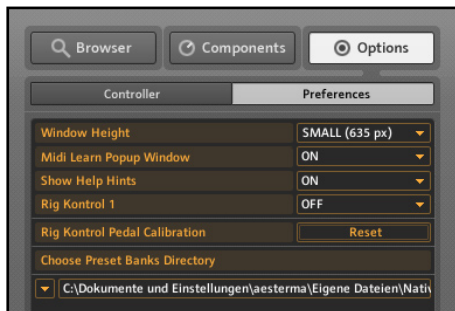 Browser Components Options
Controller Preferences
Window Height SMALL (635 px)
Midi Learn Popup Window ON
Show Help Hints ON
Rig Kontrol 1 OFF
Rig Kontrol Pedal Calibration Reset
Choose Preset Banks Directory
C:\Dokumente und Einstellungen\aesterma\Eigene Dateien\Nativ